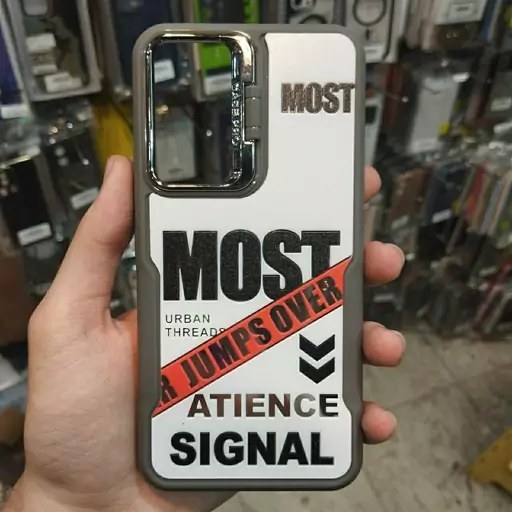 MOST
MOST
URBAN
THREADS
R JUMPS OVER
ATIENCE
SIGNAL